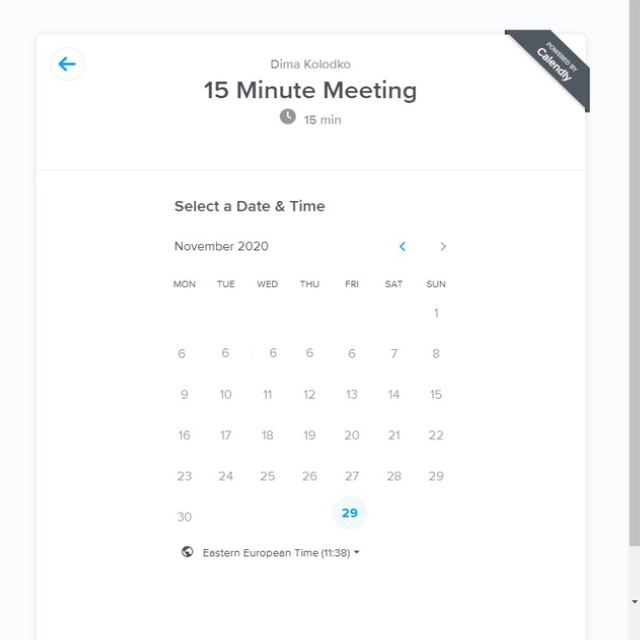 POWERED BY
Calendly
Dima Kolodko
15 Minute Meeting
15 min
Select a Date & Time
November 2020
MON TUE WED THU FRI SAT SUN
1
6 6 6 6 6 7 8
9 10 11 12 13 14 15
16 17 18 19 20 21 22
23 24 25 26 27 28 29
30 29
Eastern European Time (11:38)